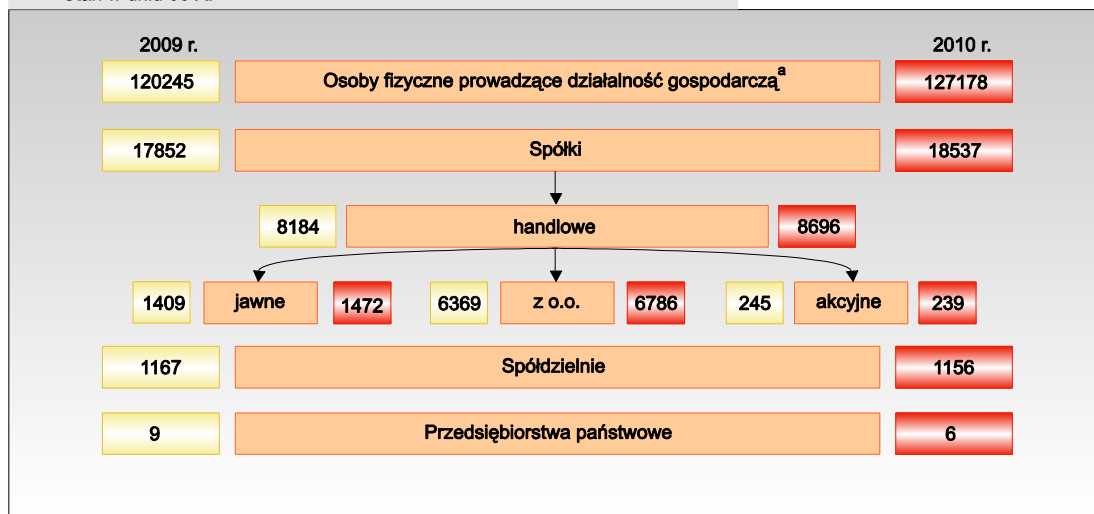 2009 r. 2010 r.
120245 Osoby fizyczne prowadzące działalność gospodarczą^a 127178
17852 Spółki 18537
8184 handlowe 8696
1409 jawne 1472 6369 z o.o. 6786 245 akcyjne 239
1167 Spółdzielnie 1156
9 Przedsiębiorstwa państwowe 6